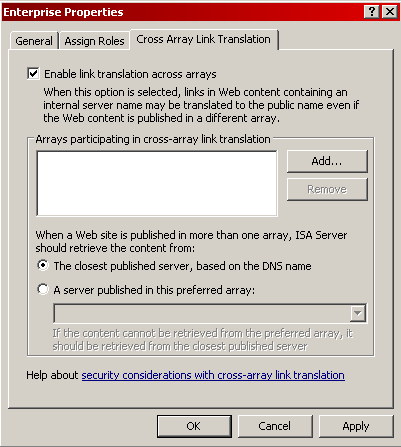 Enterprise Properties
General
Assign Roles
Cross Array Link Translation
Enable link translation across arrays
When this option is selected, links in Web content containing an
internal server name may be translated to the public name even if
the Web content is published in a different array.
Arrays participating in cross-array link translation
Add...
Remove
When a Web site is published in more than one array, ISA Server
should retrieve the content from:
The closest published server, based on the DNS name
A server published in this preferred array:
If the content cannot be retrieved from the preferred array, it
should be retrieved from the closest published server
Help about security considerations with cross-array link translation
OK
Cancel
Apply